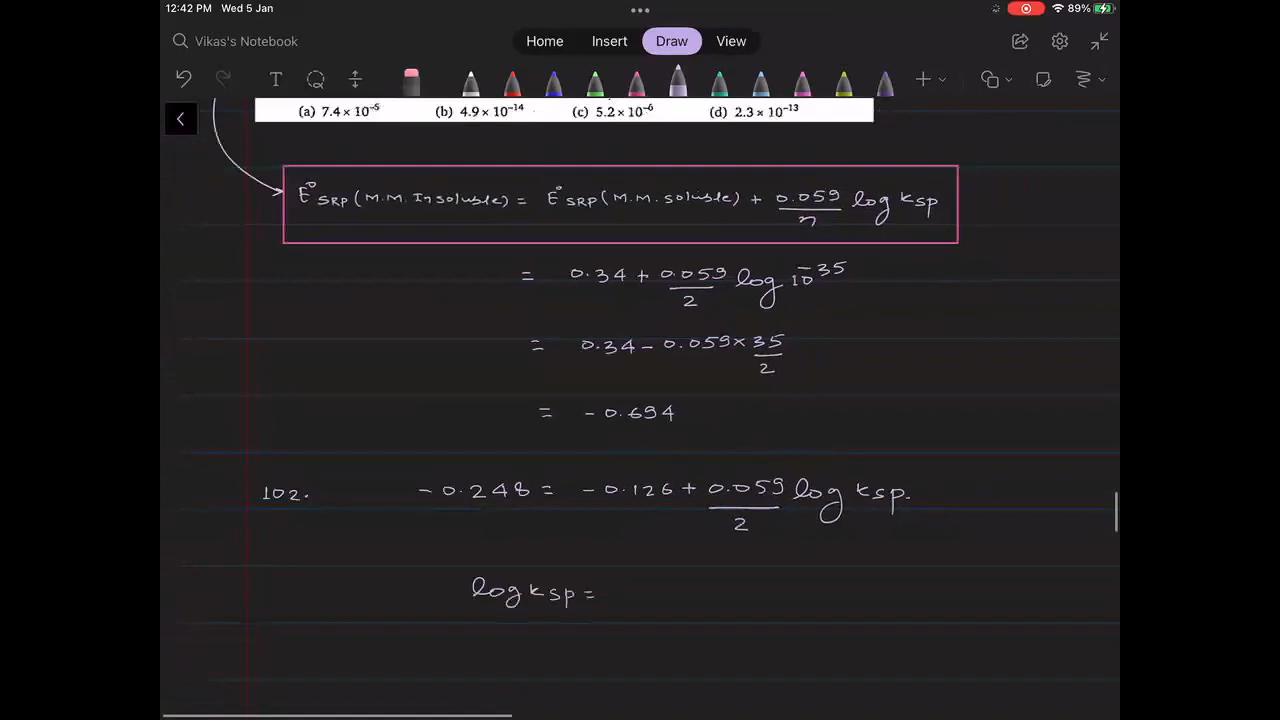 12:42 PM Wed 5 Jan
89%
Vikas's Notebook
Home Insert Draw View
(a) 7.4 × 10⁻⁵ (b) 4.9 × 10⁻¹⁴ (c) 5.2 × 10⁻⁶ (d) 2.3 × 10⁻¹³
E°SRP (M.M. Insoluble) = E°SRP (M.M. soluble) + 0.059/n log ksp
= 0.34 + 0.059/2 log 10⁻³⁵
= 0.34 - 0.059 × 35/2
= - 0.694
102. - 0.248 = - 0.126 + 0.059/2 log ksp.
log ksp =